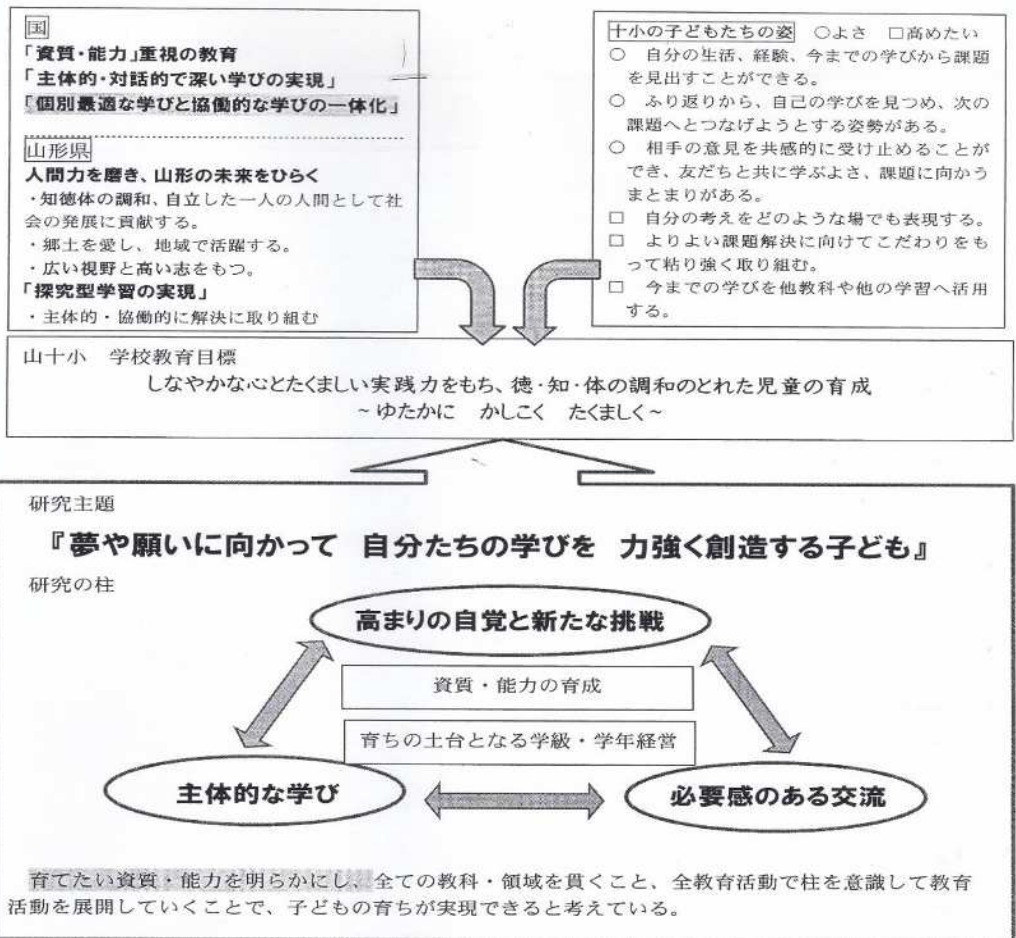 国
「資質・能力」重視の教育
「主体的・対話的で深い学びの実現」
「個別最適な学びと協働的な学びの一体化」
山形県
人間力を磨き、山形の未来をひらく
・知徳体の調和、自立した一人の人間として社
会の発展に貢献する。
・郷土を愛し、地域で活躍する。
・広い視野と高い志をもつ。
「探究型学習の実現」
・主体的・協働的に解決に取り組む
十小の子どもたちの姿 ○よさ □高めたい
○ 自分の生活、経験、今までの学びから課題
を見出すことができる。
○ ふり返りから、自己の学びを見つめ、次の
課題へとつなげようとする姿勢がある。
○ 相手の意見を共感的に受け止めることが
でき、友だちと共に学ぶよさ、課題に向かう
まとまりがある。
□ 自分の考えをどのような場でも表現する。
□ よりよい課題解決に向けてこだわりをも
って粘り強く取り組む。
□ 今までの学びを他教科や他の学習へ活用
する。
山十小 学校教育目標
しなやかな心とたくましい実践力をもち、徳・知・体の調和のとれた児童の育成
~ゆたかに かしこく たくましく~
研究主題
『夢や願いに向かって 自分たちの学びを 力強く創造する子ども』
研究の柱
高まりの自覚と新たな挑戦
資質・能力の育成
育ちの土台となる学級・学年経営
主体的な学び
必要感のある交流
育てたい資質・能力を明らかにし、全ての教科・領域を貫くこと、全教育活動で柱を意識して教育
活動を展開していくことで、子どもの育ちが実現できると考えている。